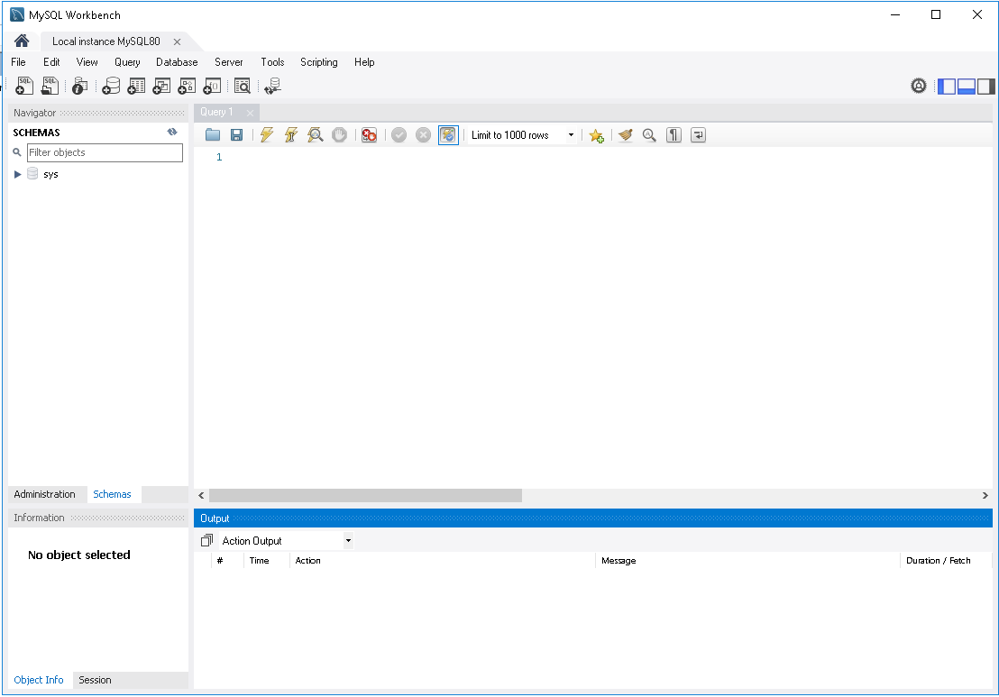 MySQL Workbench
Local instance MySQL80
File Edit View Query Database Server Tools Scripting Help
SQL SQL
Navigator
Query 1
SCHEMAS
Limit to 1000 rows
Filter objects
1
sys
Administration Schemas
Information
Output
Action Output
No object selected
# Time Action Message Duration / Fetch
Object Info Session